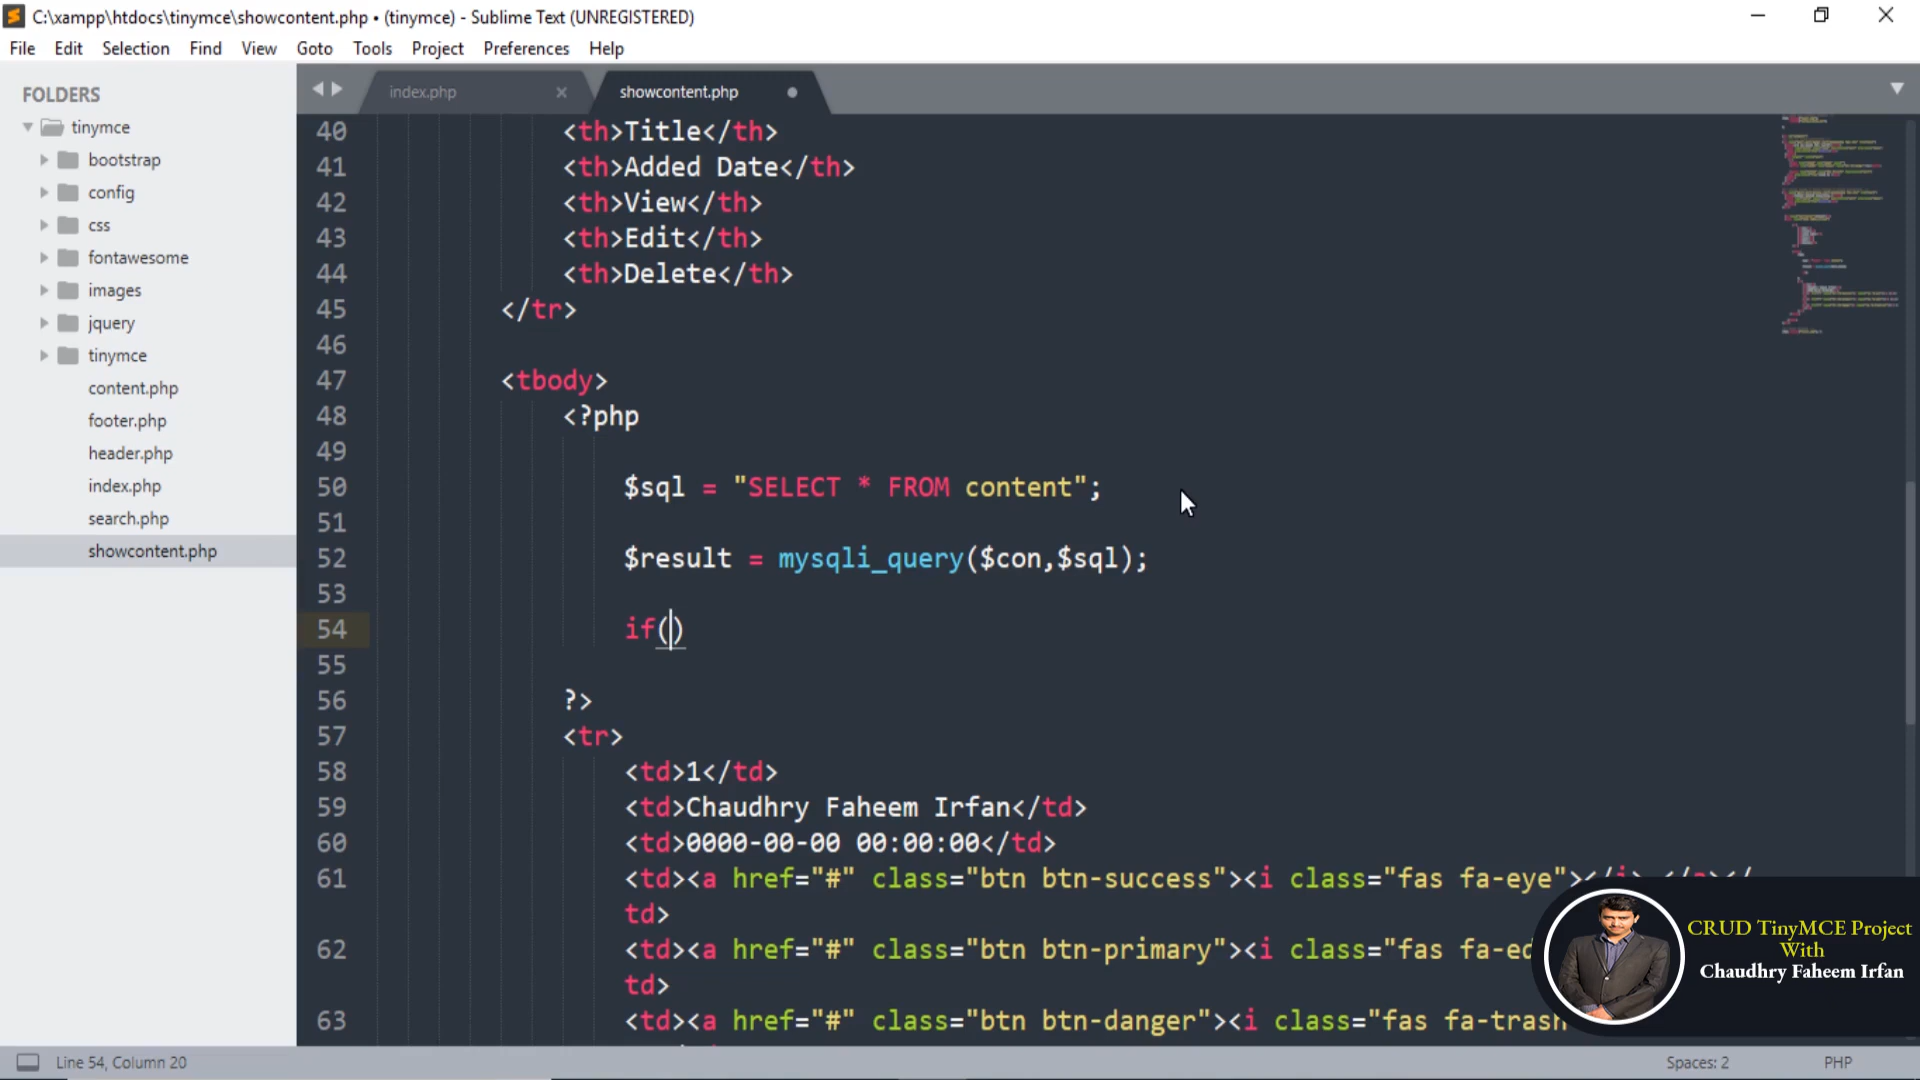 C:\xampp\htdocs\tinymce\showcontent.php • (tinymce) - Sublime Text (UNREGISTERED)
File Edit Selection Find View Goto Tools Project Preferences Help
FOLDERS
tinymce
bootstrap
config
css
fontawesome
images
jquery
tinymce
content.php
footer.php
header.php
index.php
search.php
showcontent.php
index.php showcontent.php
40 <th>Title</th>
41 <th>Added Date</th>
42 <th>View</th>
43 <th>Edit</th>
44 <th>Delete</th>
45 </tr>
46
47 <tbody>
48 <?php
49
50 $sql = "SELECT * FROM content";
51
52 $result = mysqli_query($con,$sql);
53
54 if()
55
56 ?>
57 <tr>
58 <td>1</td>
59 <td>Chaudhry Faheem Irfan</td>
60 <td>0000-00-00 00:00:00</td>
61 <td><a href="#" class="btn btn-success"><i class="fas fa-eye"></i> </a></
td>
62 <td><a href="#" class="btn btn-primary"><i class="fas fa-ed
td>
63 <td><a href="#" class="btn btn-danger"><i class="fas fa-trash
CRUD TinyMCE Project
With
Chaudhry Faheem Irfan
Line 54, Column 20
Spaces: 2
PHP